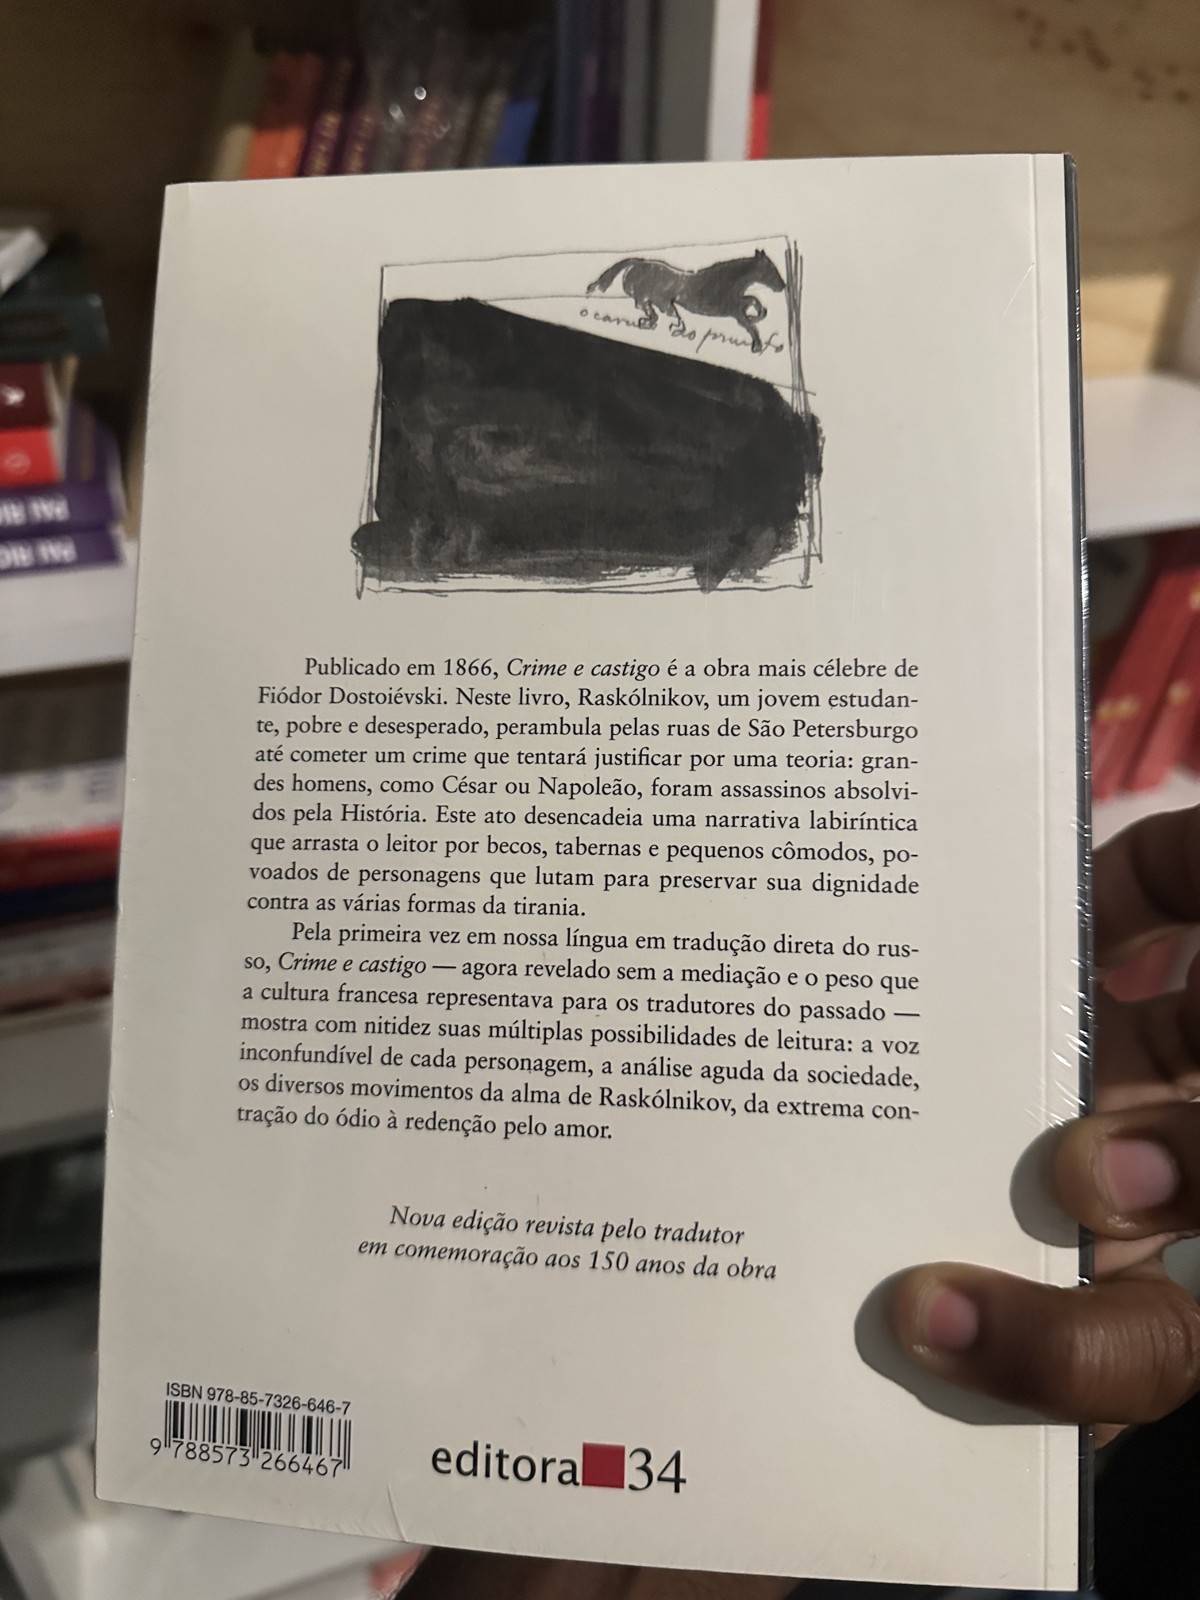 Publicado em 1866, Crime e castigo é a obra mais célebre de
Fiódor Dostoiévski. Neste livro, Raskólnikov, um jovem estudan-
te, pobre e desesperado, perambula pelas ruas de São Petersburgo
até cometer um crime que tentará justificar por uma teoria: gran-
des homens, como César ou Napoleão, foram assassinos absolvi-
dos pela História. Este ato desencadeia uma narrativa labiríntica
que arrasta o leitor por becos, tabernas e pequenos cômodos, po-
voados de personagens que lutam para preservar sua dignidade
contra as várias formas da tirania.
Pela primeira vez em nossa língua em tradução direta do rus-
so, Crime e castigo — agora revelado sem a mediação e o peso que
a cultura francesa representava para os tradutores do passado —
mostra com nitidez suas múltiplas possibilidades de leitura: a voz
inconfundível de cada personagem, a análise aguda da sociedade,
os diversos movimentos da alma de Raskólnikov, da extrema con-
tração do ódio à redenção pelo amor.
Nova edição revista pelo tradutor
em comemoração aos 150 anos da obra
ISBN 978-85-7326-646-7
9 788573 266467
editora 34